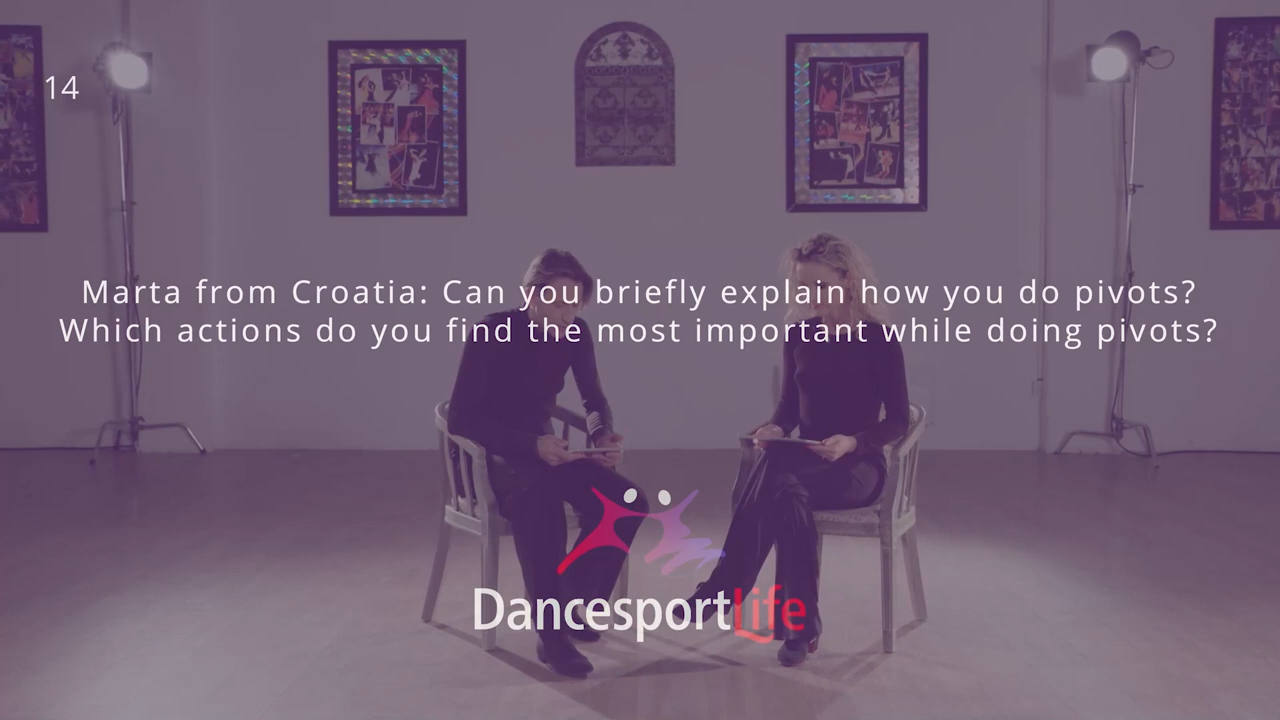 14
Marta from Croatia: Can you briefly explain how you do pivots?
Which actions do you find the most important while doing pivots?
DancesportLife